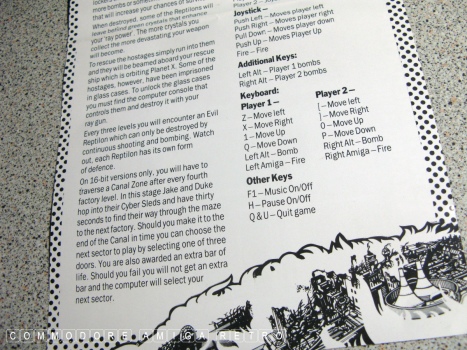 more bombs or some
that will increase your chances of
When destroyed, some of the Reptilons will
leave behind green crystals that enhance
your "ray power". The more crystals you
collect the more devastating your weapon
will become.
To rescue the hostages simply run into them
and they will be beamed aboard your rescue
ship which is orbiting Planet X. Some of the
hostages, however, have been imprisoned
in glass cases. To unlock the glass cases
you must find the computer console that
controls them and destroy it with your
ray gun.
Every three levels you will encounter an Evil
Reptilon which can only be destroyed by
continuous shooting and bombing. Watch
out, each Reptilon has its own form
of defence.
On 16-bit versions only, you will have to
traverse a Canal Zone after every fourth
factory level. In this stage Jake and Duke
hop into their Cyber Sleds and have thirty
seconds to find their way through the maze
to the next factory. Should you make it to the
end of the Canal in time you can choose the
next sector to play by selecting one of three
doors. You are also awarded an extra bar of
life. Should you fail you will not get an extra
bar and the computer will select your
next sector.
Joystick—
Push Left – Moves player left
Push Right – Moves player right
Pull Down – Moves player down
Push Up – Moves player Up
Fire – Fire
Additional Keys:
Left Alt – Player 1 bombs
Right Alt – Player 2 bombs
Keyboard:
Player 1—
Z – Move left
X – Move Right
1 – Move Up
Q – Move Down
Left Alt – Bomb
Left Amiga – Fire
Player 2—
[ – Move left
] – Move Right
0 – Move Up
P – Move Down
Right Alt – Bomb
Right Amiga – Fire
Other Keys
F1 – Music On/Off
H – Pause On/Off
Q & U – Quit game
COMMODORE AMIGA RETRO